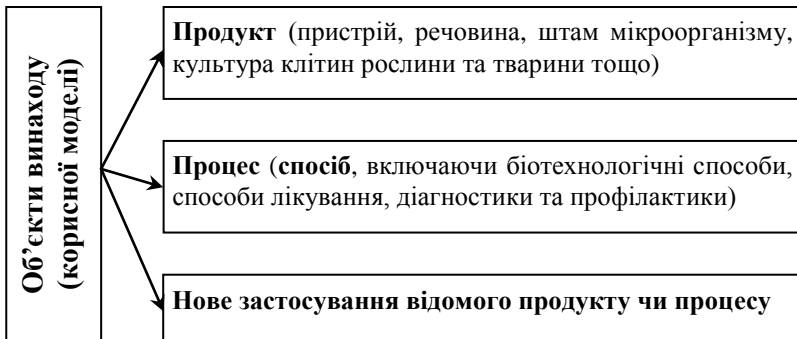 Об’єкти винаходу
(корисної моделі)
Продукт (пристрій, речовина, штам мікроорганізму,
культура клітин рослини та тварини тощо)
Процес (спосіб, включаючи біотехнологічні способи,
способи лікування, діагностики та профілактики)
Нове застосування відомого продукту чи процесу